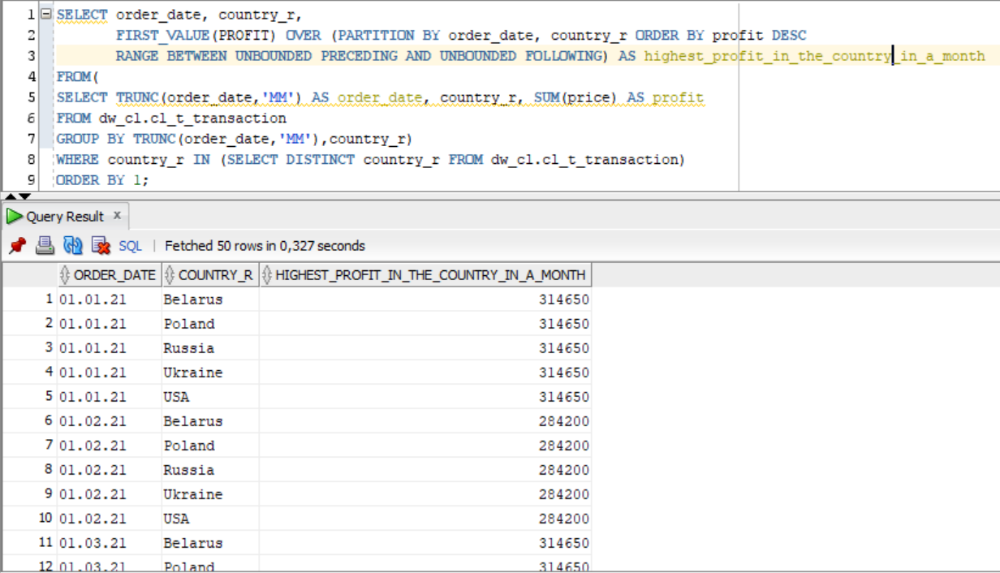 1 SELECT order_date, country_r,
2 FIRST_VALUE(PROFIT) OVER (PARTITION BY order_date, country_r ORDER BY profit DESC
3 RANGE BETWEEN UNBOUNDED PRECEDING AND UNBOUNDED FOLLOWING) AS highest_profit_in_the_country_in_a_month
4 FROM(
5 SELECT TRUNC(order_date,'MM') AS order_date, country_r, SUM(price) AS profit
6 FROM dw_cl.cl_t_transaction
7 GROUP BY TRUNC(order_date,'MM'),country_r)
8 WHERE country_r IN (SELECT DISTINCT country_r FROM dw_cl.cl_t_transaction)
9 ORDER BY 1;
Query Result x
SQL | Fetched 50 rows in 0,327 seconds
ORDER_DATE COUNTRY_R HIGHEST_PROFIT_IN_THE_COUNTRY_IN_A_MONTH
1 01.01.21 Belarus 314650
2 01.01.21 Poland 314650
3 01.01.21 Russia 314650
4 01.01.21 Ukraine 314650
5 01.01.21 USA 314650
6 01.02.21 Belarus 284200
7 01.02.21 Poland 284200
8 01.02.21 Russia 284200
9 01.02.21 Ukraine 284200
10 01.02.21 USA 284200
11 01.03.21 Belarus 314650
12 01.03.21 Poland 314650